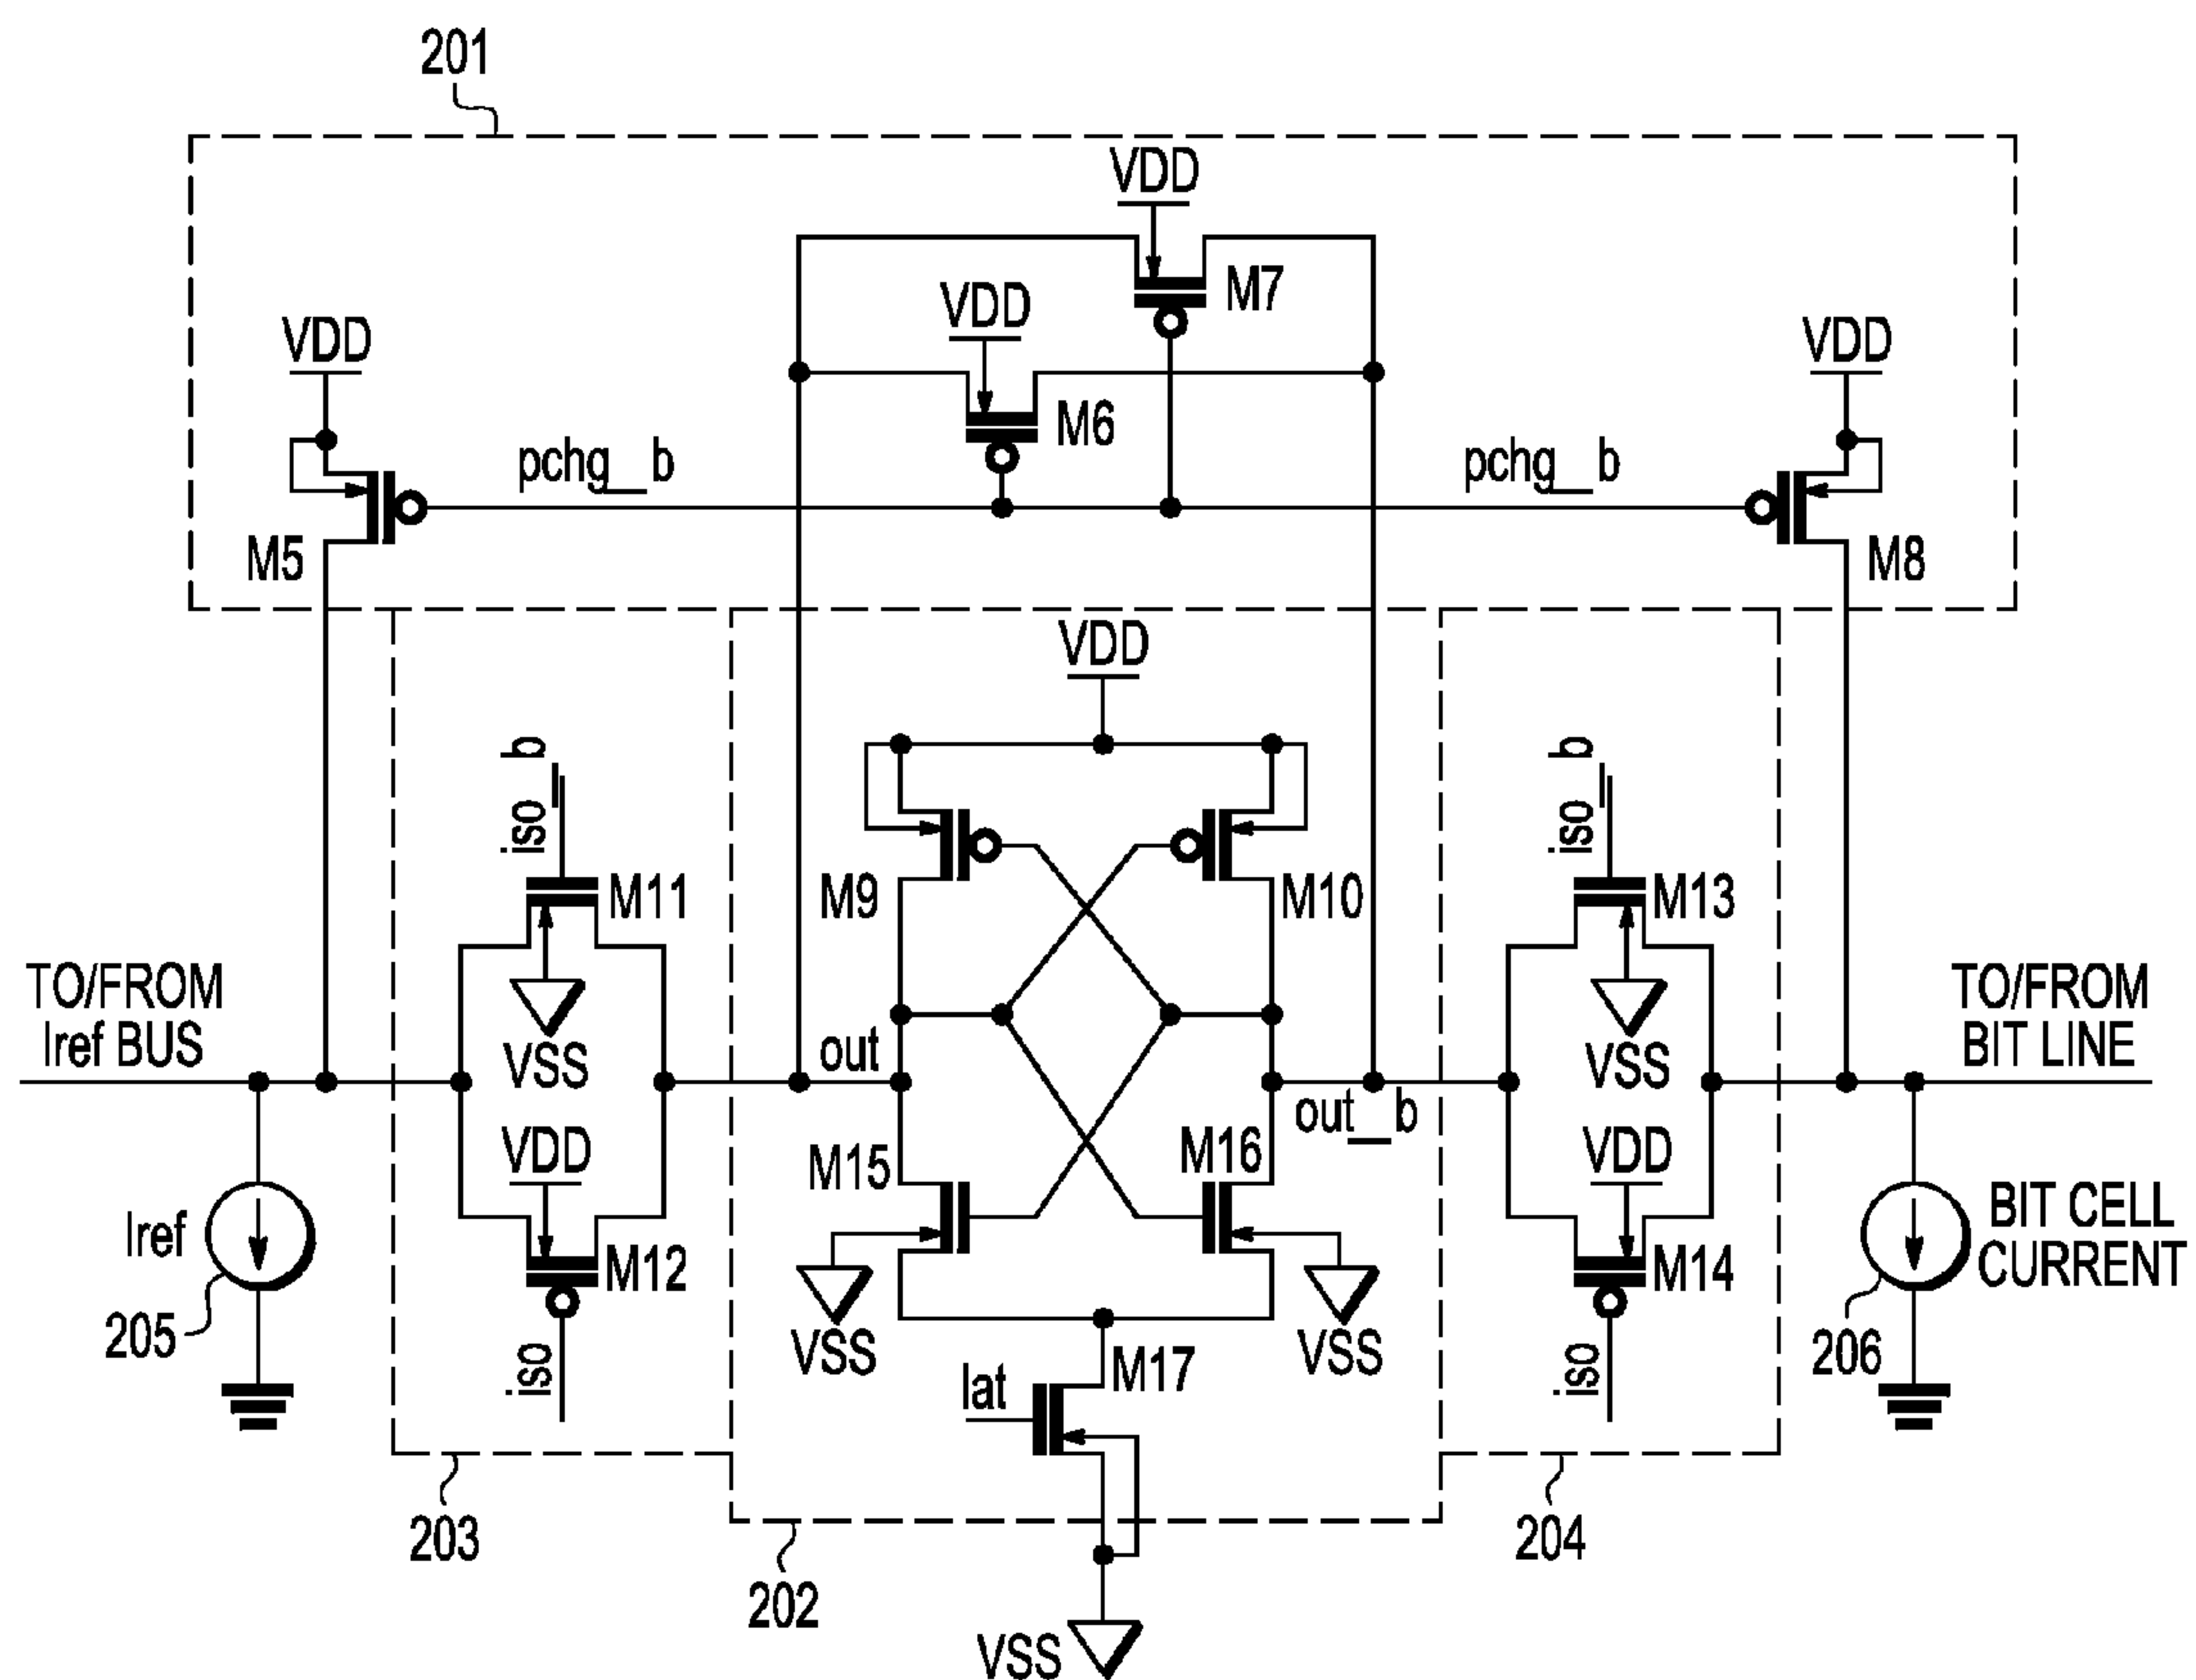 201
VDD
VDD
M7
VDD
VDD
M6
pchg_b
pchg_b
M5
M8
VDD
iso_b
iso_b
M9
M10
M11
M13
TO/FROM
Iref BUS
VSS
out
VSS
TO/FROM
BIT LINE
out_b
VDD
M15
M16
VDD
Iref
M12
M14
BIT CELL
CURRENT
205
iso
VSS
VSS
iso
206
lat
M17
203
202
204
VSS